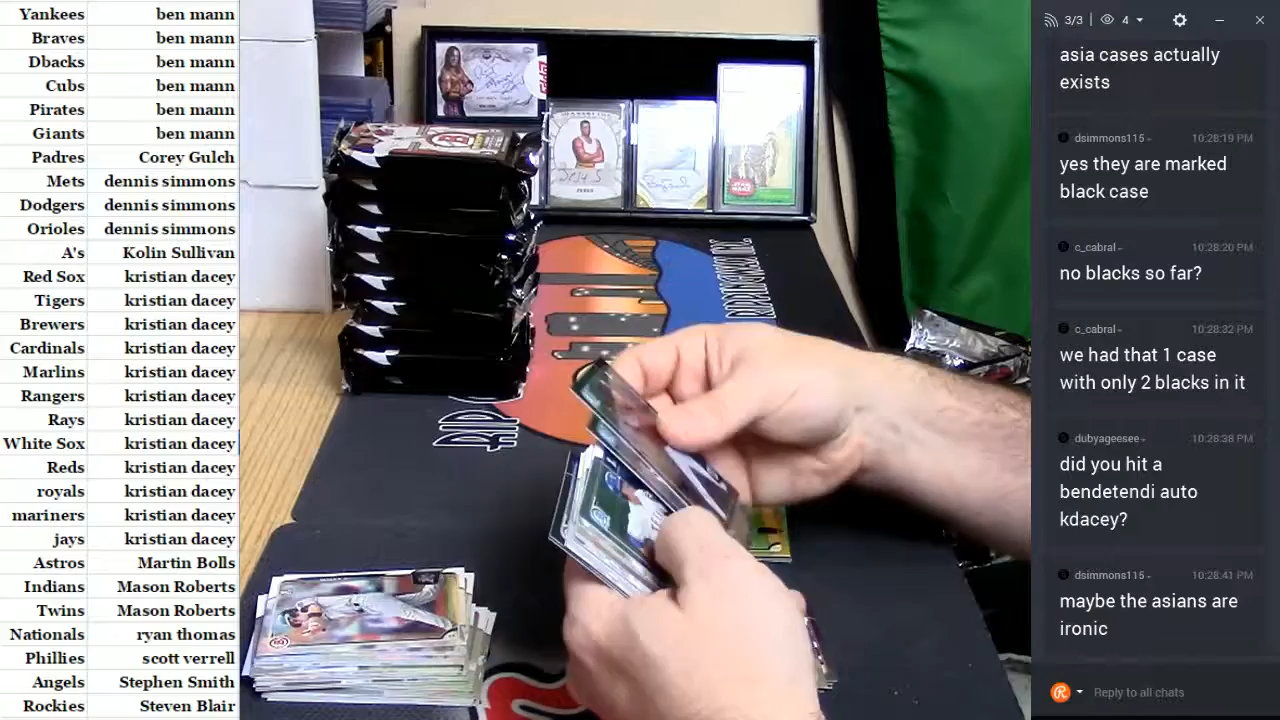 Yankees ben mann
Braves ben mann
Dbacks ben mann
Cubs ben mann
Pirates ben mann
Giants ben mann
Padres Corey Gulch
Mets dennis simmons
Dodgers dennis simmons
Orioles dennis simmons
A's Kolin Sullivan
Red Sox kristian dacey
Tigers kristian dacey
Brewers kristian dacey
Cardinals kristian dacey
Marlins kristian dacey
Rangers kristian dacey
Rays kristian dacey
White Sox kristian dacey
Reds kristian dacey
royals kristian dacey
mariners kristian dacey
jays kristian dacey
Astros Martin Bolls
Indians Mason Roberts
Twins Mason Roberts
Nationals ryan thomas
Phillies scott verrell
Angels Stephen Smith
Rockies Steven Blair
STAR WARS
RIP
3/3 4
asia cases actually
exists
dsimmons115 10:28:19 PM
yes they are marked
black case
c_cabral 10:28:20 PM
no blacks so far?
c_cabral 10:28:32 PM
we had that 1 case
with only 2 blacks in it
dubyageesee 10:28:38 PM
did you hit a
bendetendi auto
kdacey?
dsimmons115 10:28:41 PM
maybe the asians are
ironic
Reply to all chats